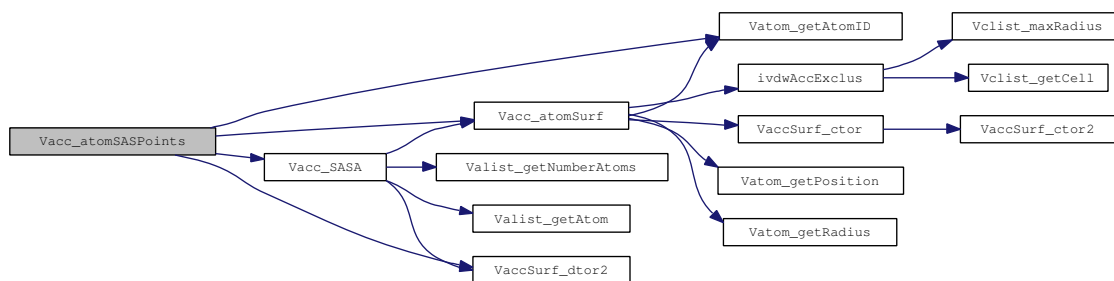 Vacc_atomSASPoints
Vacc_SASA
Vacc_atomSurf
Valist_getNumberAtoms
Valist_getAtom
VaccSurf_dtor2
Vatom_getAtomID
ivdwAccExclus
VaccSurf_ctor
Vatom_getPosition
Vatom_getRadius
Vclist_maxRadius
Vclist_getCell
VaccSurf_ctor2